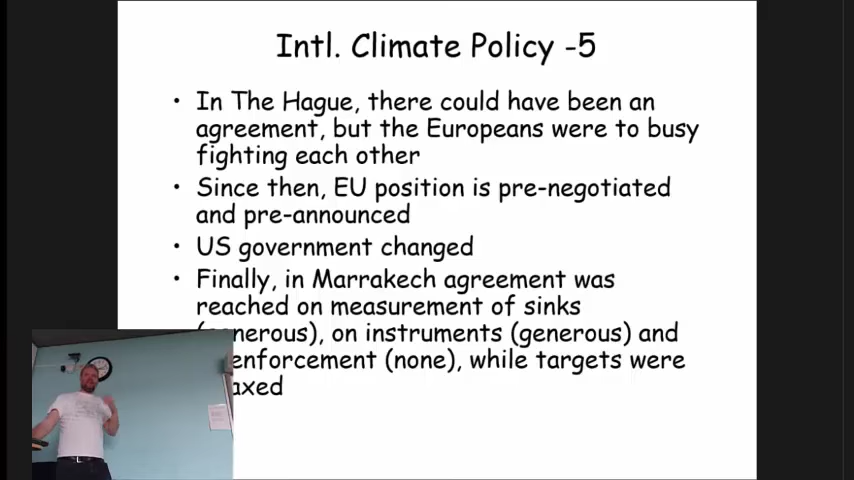 Intl. Climate Policy -5
• In The Hague, there could have been an
agreement, but the Europeans were to busy
fighting each other
• Since then, EU position is pre-negotiated
and pre-announced
• US government changed
• Finally, in Marrakech agreement was
reached on measurement of sinks
(generous), on instruments (generous) and
enforcement (none), while targets were
axed